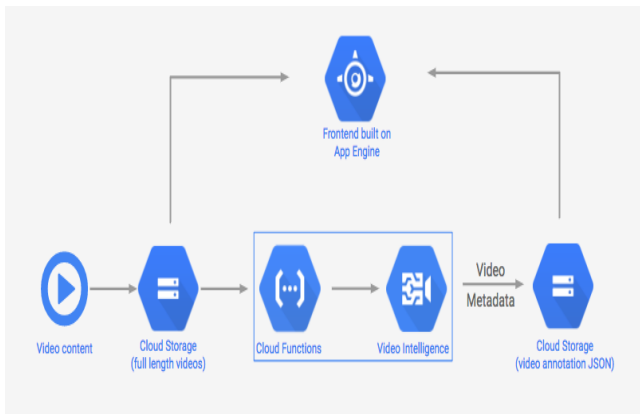 Frontend built on
App Engine
Video content
Cloud Storage
(full length videos)
Cloud Functions
Video Intelligence
Video
Metadata
Cloud Storage
(video annotation JSON)